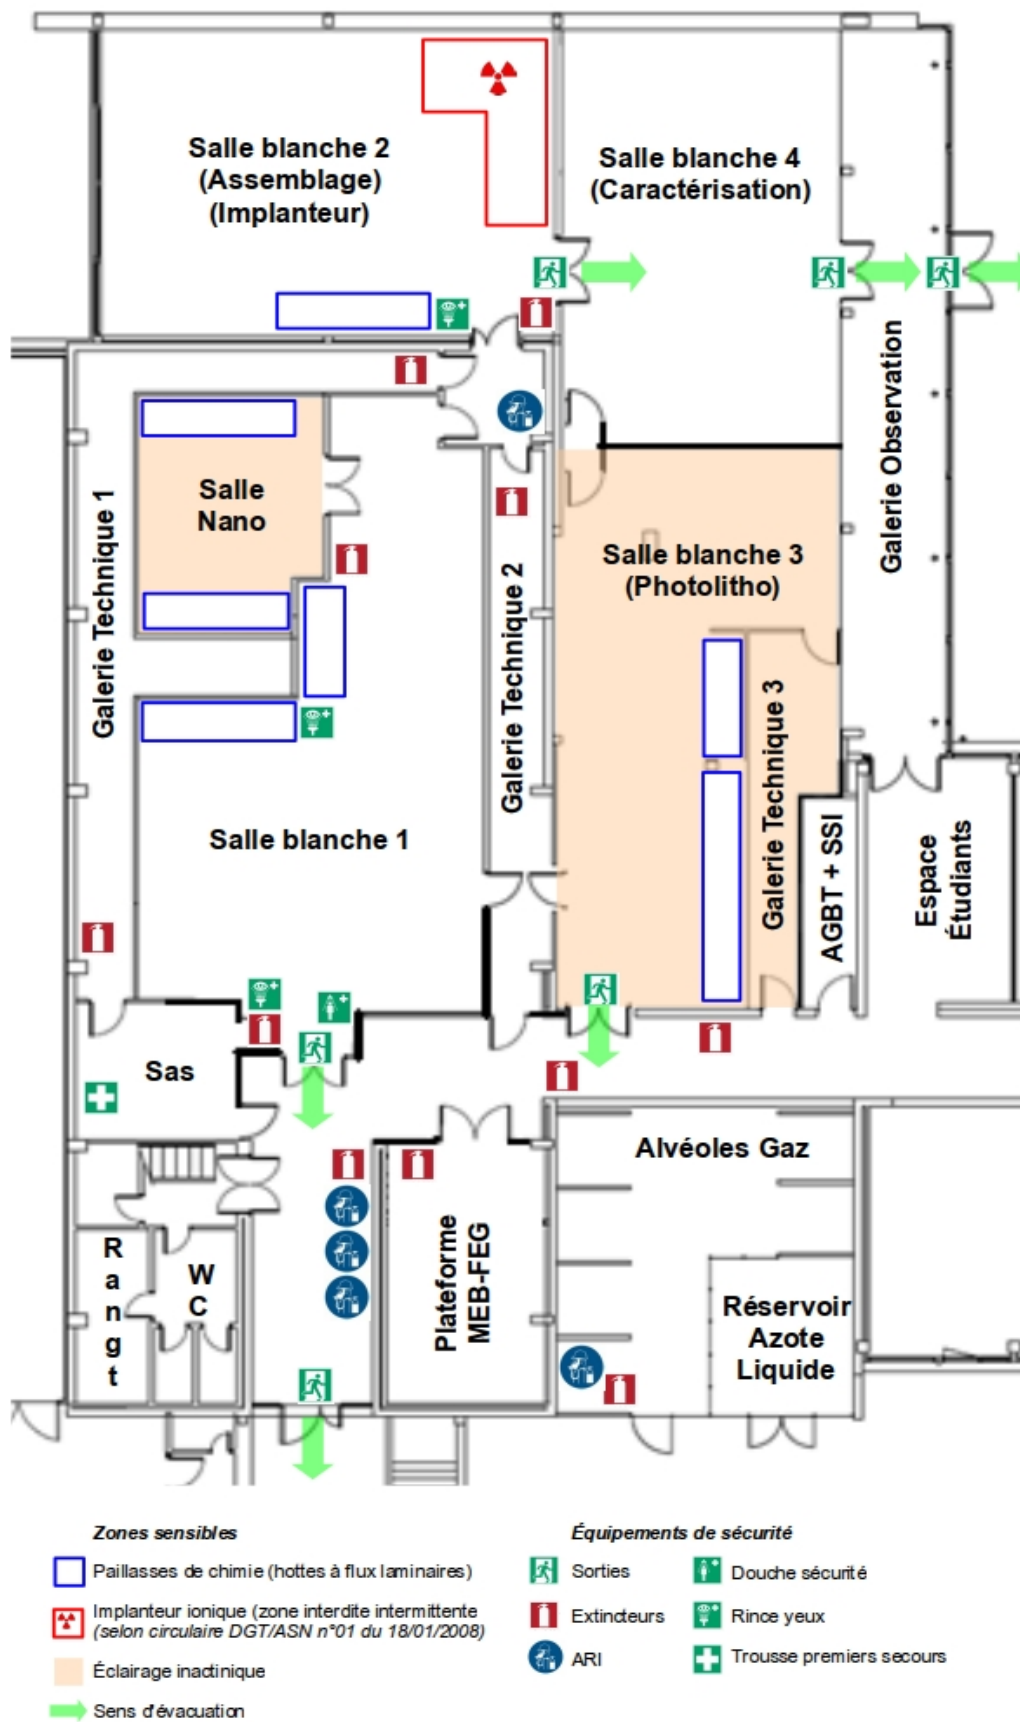 Salle blanche 2
(Assemblage)
(Implanteur)
Salle blanche 4
(Caractérisation)
Galerie Observation
Salle
Nano
Galerie Technique 1
Galerie Technique 2
Salle blanche 3
(Photolitho)
Galerie Technique 3
Salle blanche 1
AGBT + SSI
Espace
Étudiants
Sas
Alvéoles Gaz
Plateforme
MEB-FEG
Rangt
WC
Réservoir
Azote
Liquide
Zones sensibles
Paillasses de chimie (hottes à flux laminaires)
Implanteur ionique (zone interdite intermittente
(selon circulaire DGT/ASN n°01 du 18/01/2008)
Éclairage inactinique
Sens d'évacuation
Équipements de sécurité
Sorties
Extincteurs
ARI
Douche sécurité
Rince yeux
Trousse premiers secours